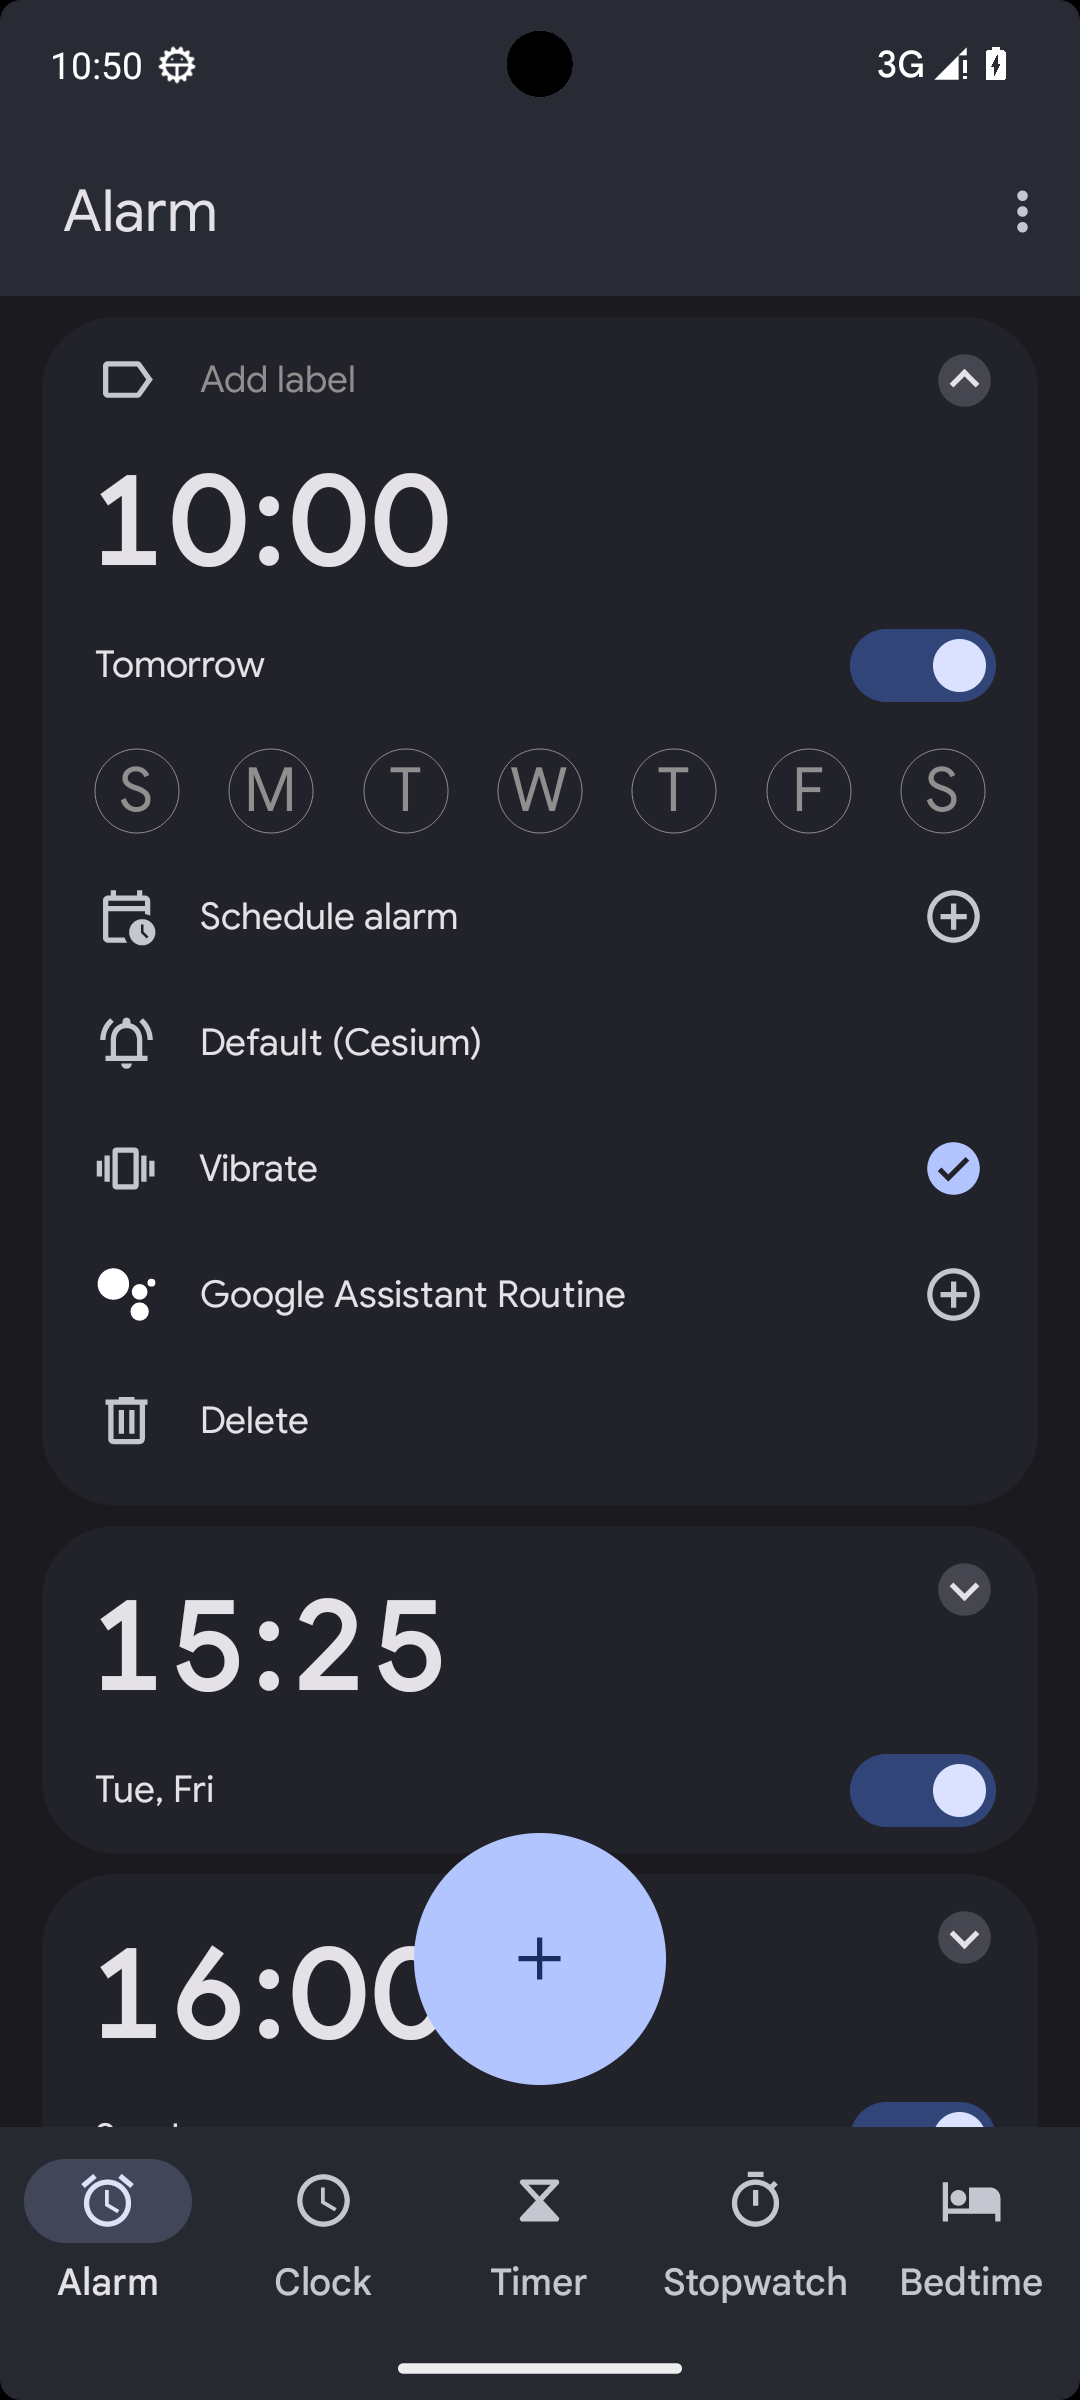 10:50
3G
Alarm
Add label
10:00
Tomorrow
S M T W T F S
Schedule alarm
Default (Cesium)
Vibrate
Google Assistant Routine
Delete
15:25
Tue, Fri
16:00
Alarm
Clock
Timer
Stopwatch
Bedtime